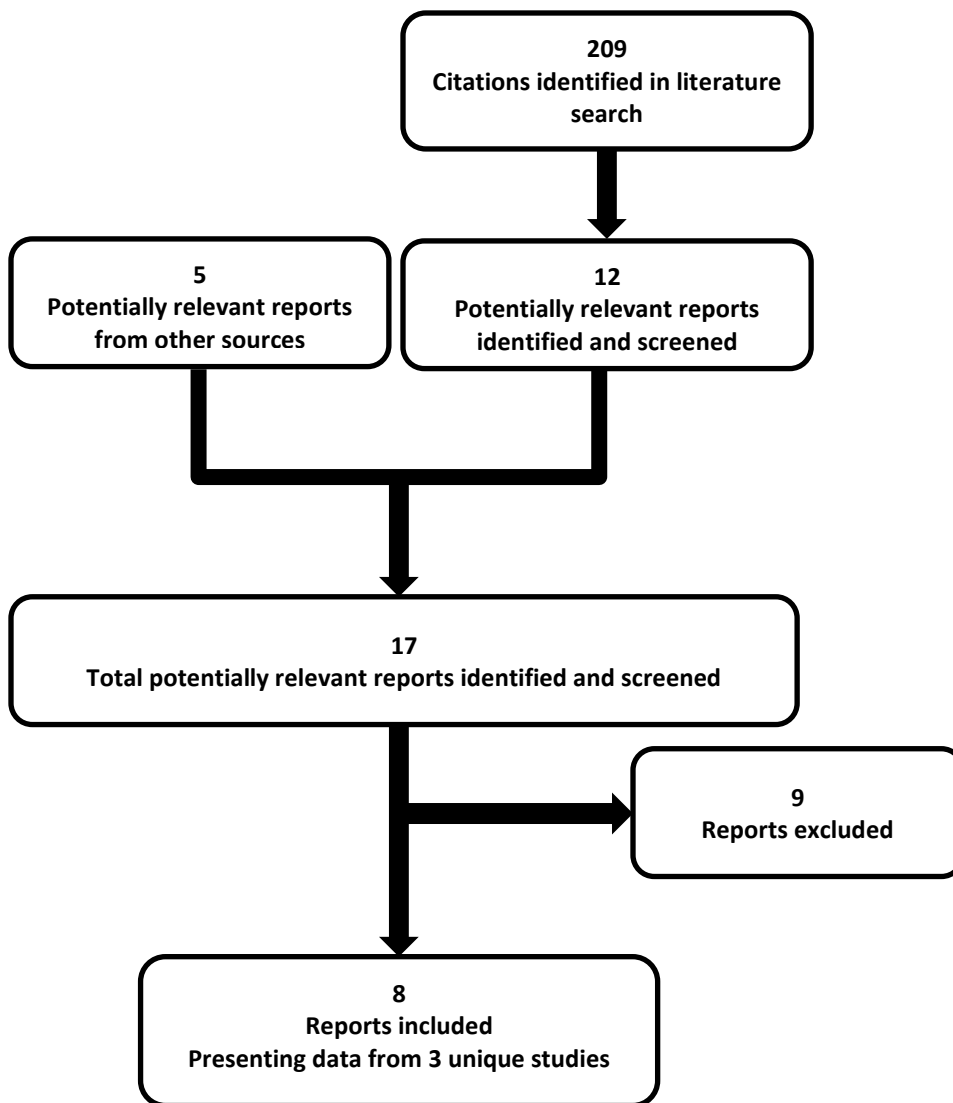 209
Citations identified in literature
search
5
Potentially relevant reports
from other sources
12
Potentially relevant reports
identified and screened
17
Total potentially relevant reports identified and screened
9
Reports excluded
8
Reports included
Presenting data from 3 unique studies